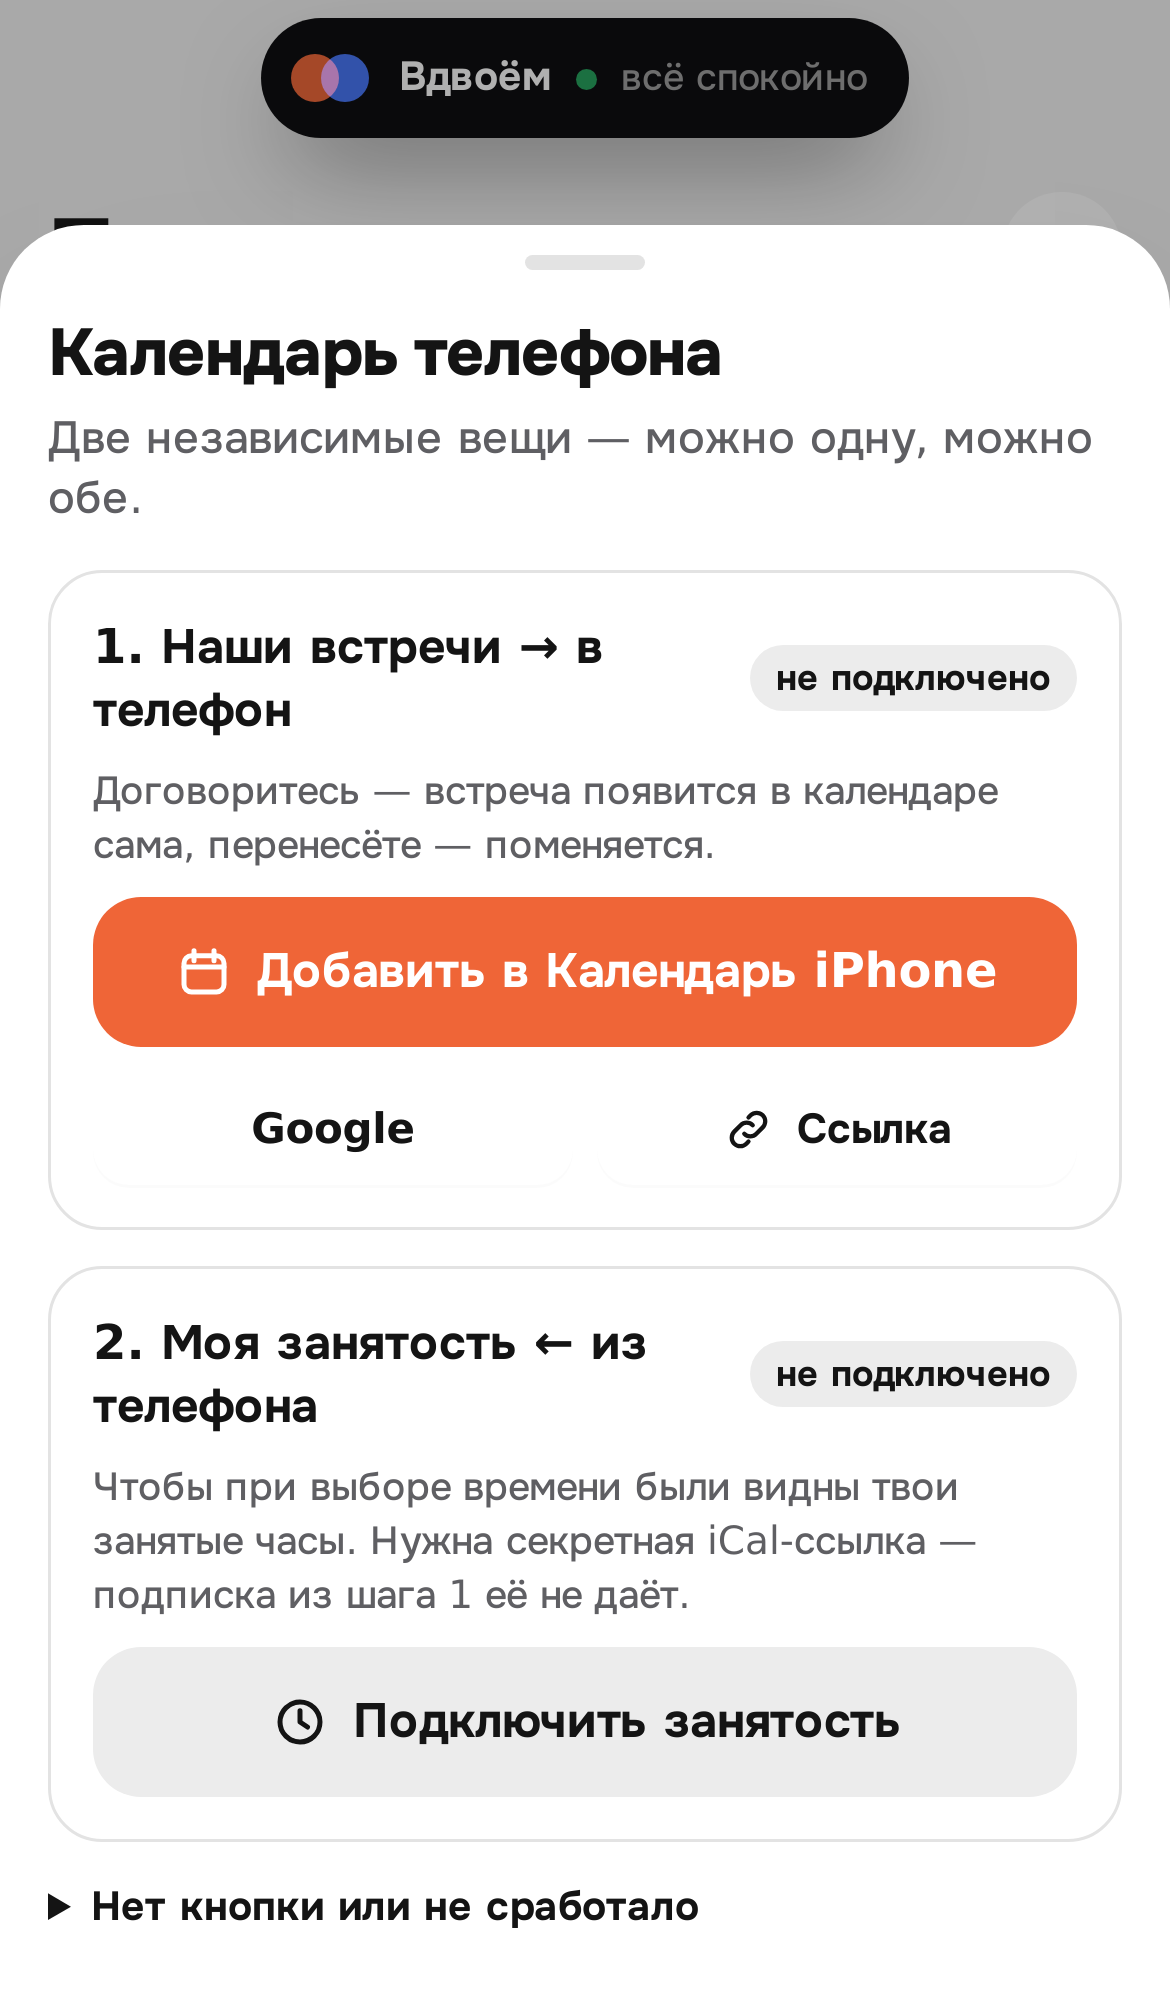 Вдвоём всё спокойно
Календарь телефона
Две независимые вещи — можно одну, можно
обе.
1. Наши встречи → в
телефон
не подключено
Договоритесь — встреча появится в календаре
сама, перенесёте — поменяется.
Добавить в Календарь iPhone
Google
Ссылка
2. Моя занятость ← из
телефона
не подключено
Чтобы при выборе времени были видны твои
занятые часы. Нужна секретная iCal-ссылка —
подписка из шага 1 её не даёт.
Подключить занятость
Нет кнопки или не сработало